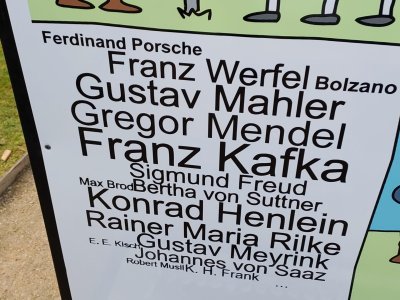 Ferdinand Porsche
Franz Werfel Bolzano
Gustav Mahler
Gregor Mendel
Franz Kafka
Sigmund Freud
Max Brod Bertha von Suttner
Konrad Henlein
Rainer Maria Rilke
E. E. Kisch Gustav Meyrink
Johannes von Saaz
Robert Musil K. H. Frank
...